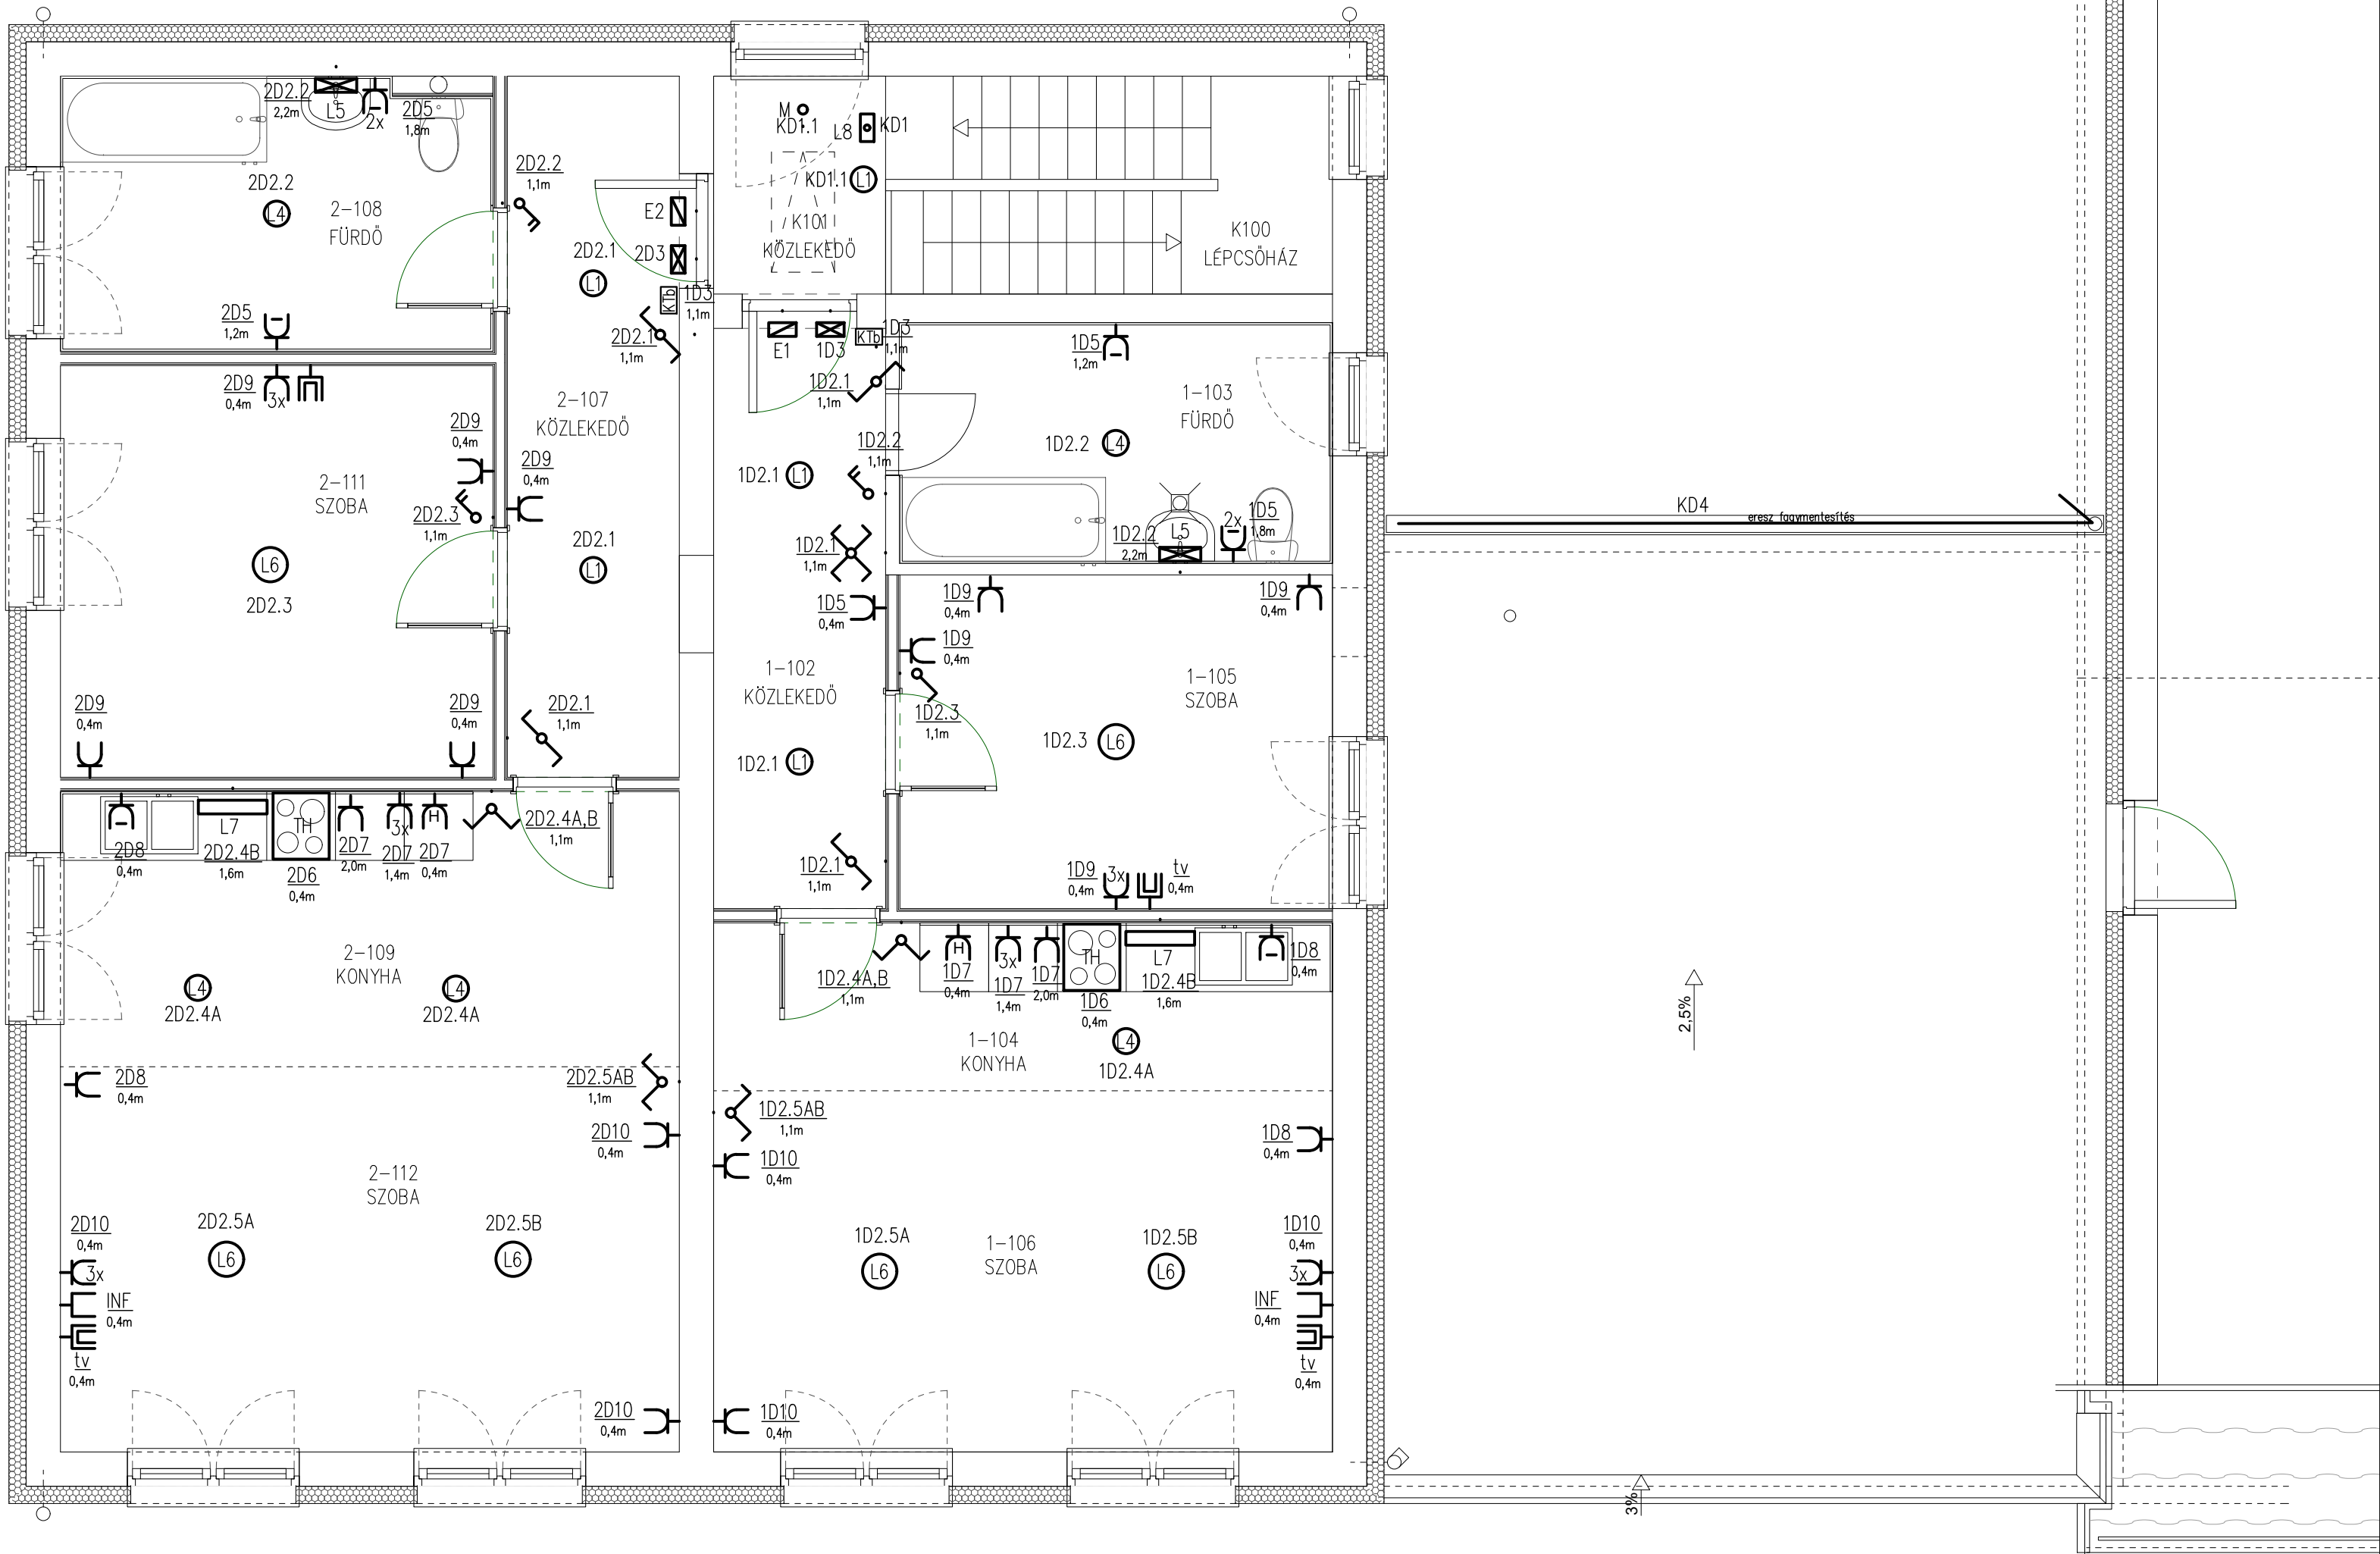 2D2.2
2,2m
L5
2x
2D5
1,8m
2D2.2
L4
2-108
FÜRDŐ
2D5
1,2m
2D2.2
1,1m
E2
2D3
2D2.1
L1
KTb
1D3
1,1m
2D2.1
1,1m
M
KD1.1
L8
KD1
KD1.1
L1
K101
KÖZLEKEDŐ
K100
LÉPCSŐHÁZ
E1
1D3
KTb
1D3
1,1m
1D2.1
1,1m
1D5
1,2m
1-103
FÜRDŐ
1D2.2
L4
1D2.2
1,1m
1D2.1
L1
2D9
0,4m
3x
2D9
0,4m
2-111
SZOBA
2D2.3
1,1m
L6
2D2.3
2-107
KÖZLEKEDŐ
2D9
0,4m
2D2.1
L1
1D2.1
1,1m
1D5
0,4m
1D2.2
2,2m
L5
2x
1D5
1,8m
KD4
eresz fagymentesítés
1D9
0,4m
1D9
0,4m
1D9
0,4m
1-102
KÖZLEKEDŐ
1-105
SZOBA
1D2.3
1,1m
1D2.3
L6
2D9
0,4m
2D9
0,4m
2D2.1
1,1m
1D2.1
L1
2D8
0,4m
L7
2D2.4B
1,6m
TH
2D6
0,4m
2D7
2,0m
3x
2D7
1,4m
H
2D7
0,4m
2D2.4A,B
1,1m
1D2.1
1,1m
1D9
0,4m
3x
tv
0,4m
2-109
KONYHA
L4
2D2.4A
L4
2D2.4A
1D2.4A,B
1,1m
H
1D7
0,4m
3x
1D7
1,4m
1D7
2,0m
TH
1D6
0,4m
L7
1D2.4B
1,6m
1D8
0,4m
1-104
KONYHA
L4
1D2.4A
2,5%
2D8
0,4m
2D2.5AB
1,1m
2D10
0,4m
1D2.5AB
1,1m
1D10
0,4m
1D8
0,4m
2-112
SZOBA
2D10
0,4m
3x
INF
0,4m
tv
0,4m
2D2.5A
L6
2D2.5B
L6
1D2.5A
L6
1-106
SZOBA
1D2.5B
L6
1D10
0,4m
3x
INF
0,4m
tv
0,4m
2D10
0,4m
1D10
0,4m
3%